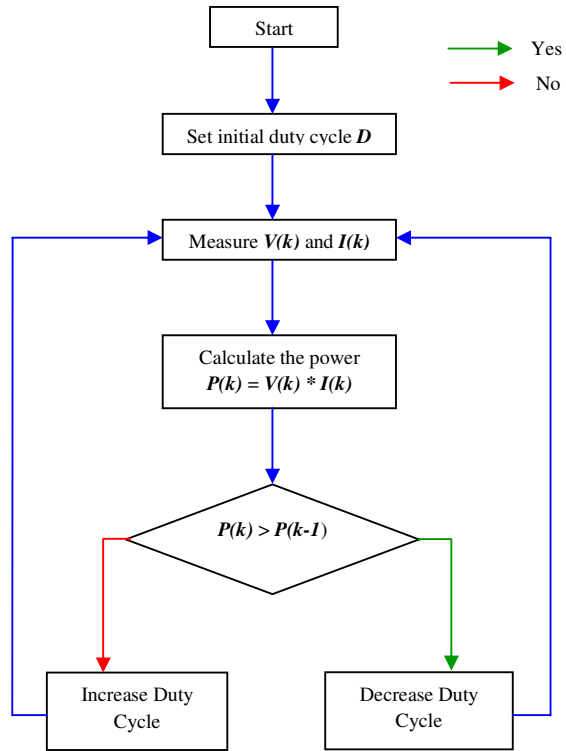 Start
Yes
No
Set initial duty cycle D
Measure V(k) and I(k)
Calculate the power
P(k) = V(k) * I(k)
P(k) > P(k-1)
Increase Duty
Cycle
Decrease Duty
Cycle